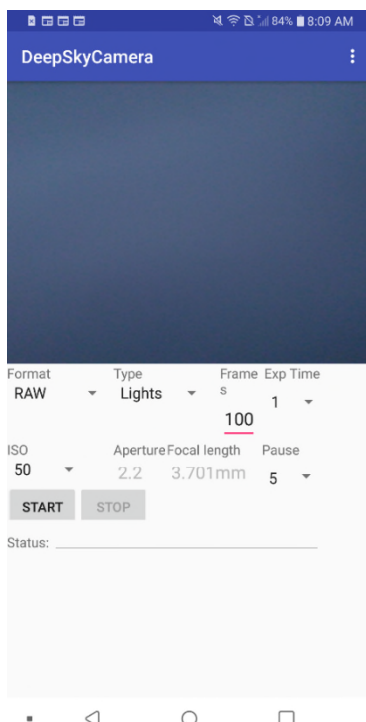 84% 8:09 AM
DeepSkyCamera
Format Type Frames Exp Time
RAW Lights 100 1
ISO Aperture Focal length Pause
50 2.2 3.701mm 5
START STOP
Status: